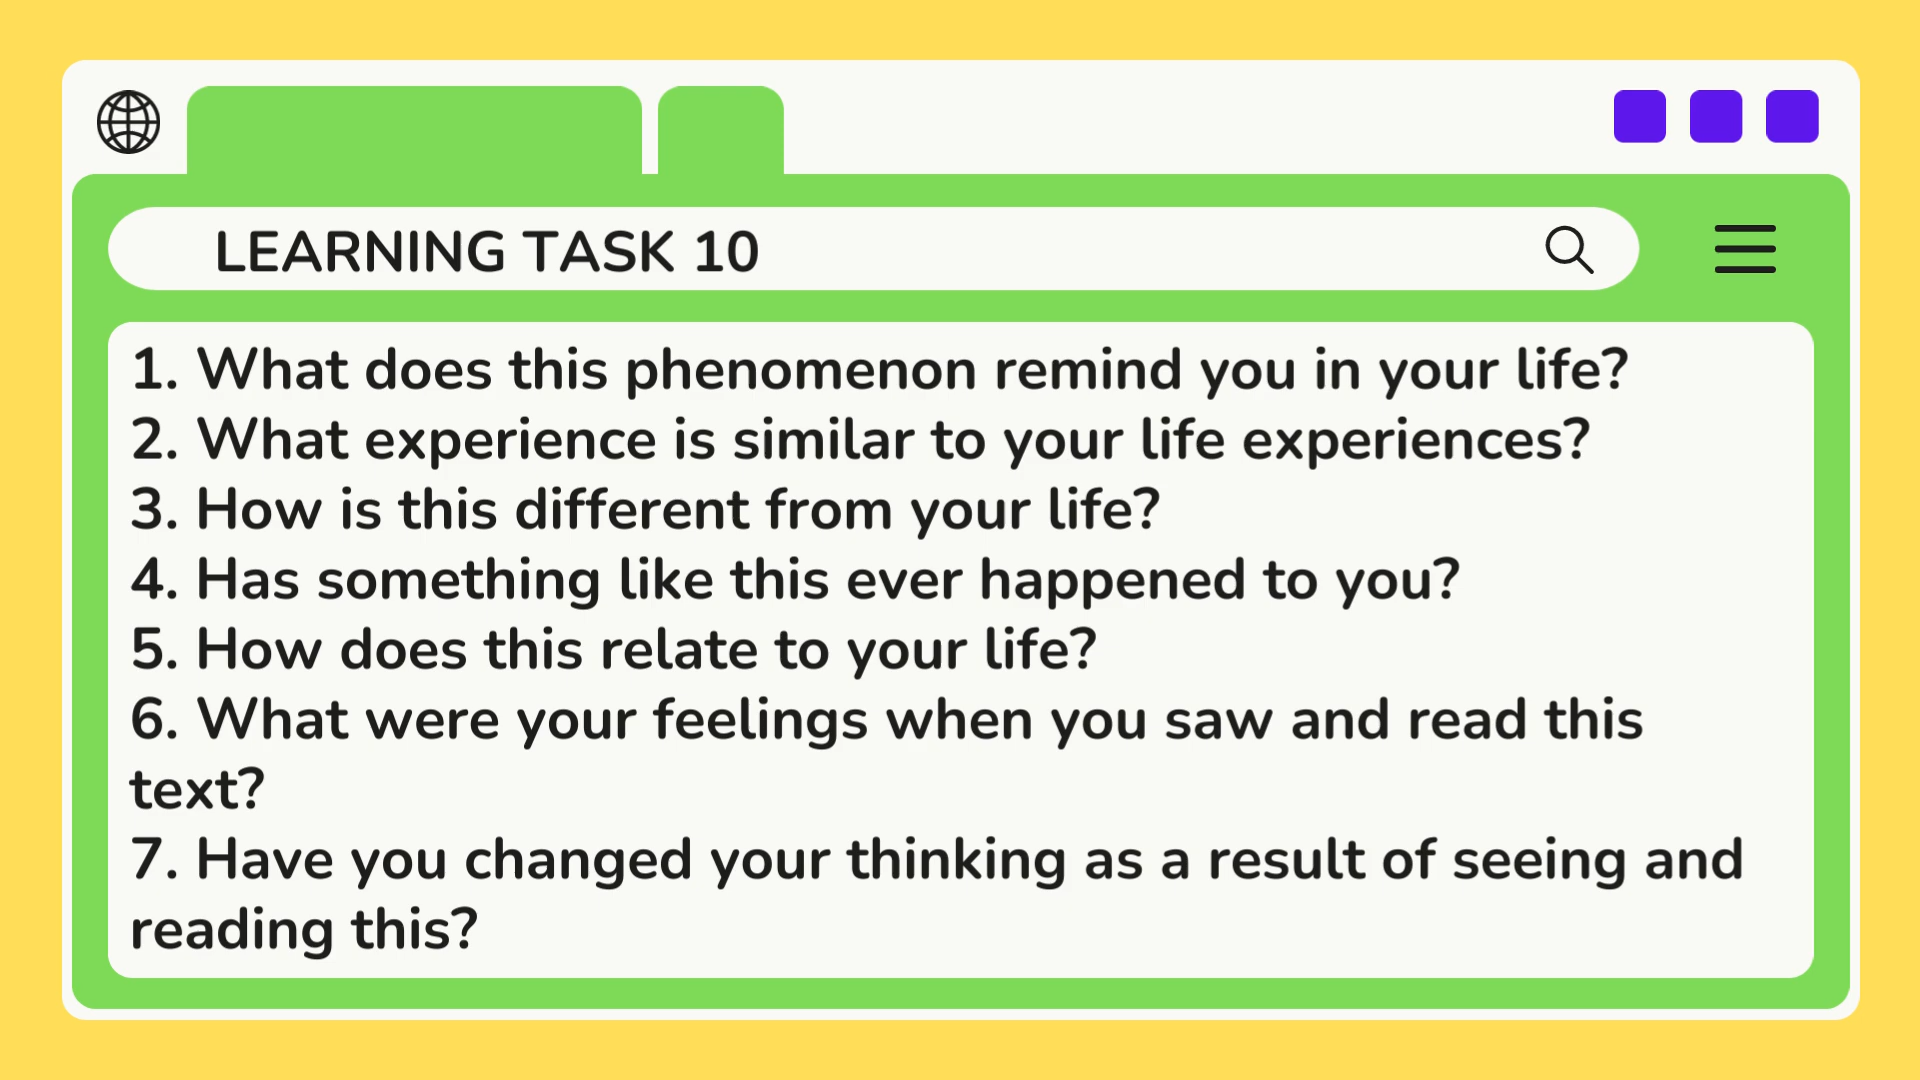 LEARNING TASK 10
1. What does this phenomenon remind you in your life?
2. What experience is similar to your life experiences?
3. How is this different from your life?
4. Has something like this ever happened to you?
5. How does this relate to your life?
6. What were your feelings when you saw and read this
text?
7. Have you changed your thinking as a result of seeing and
reading this?